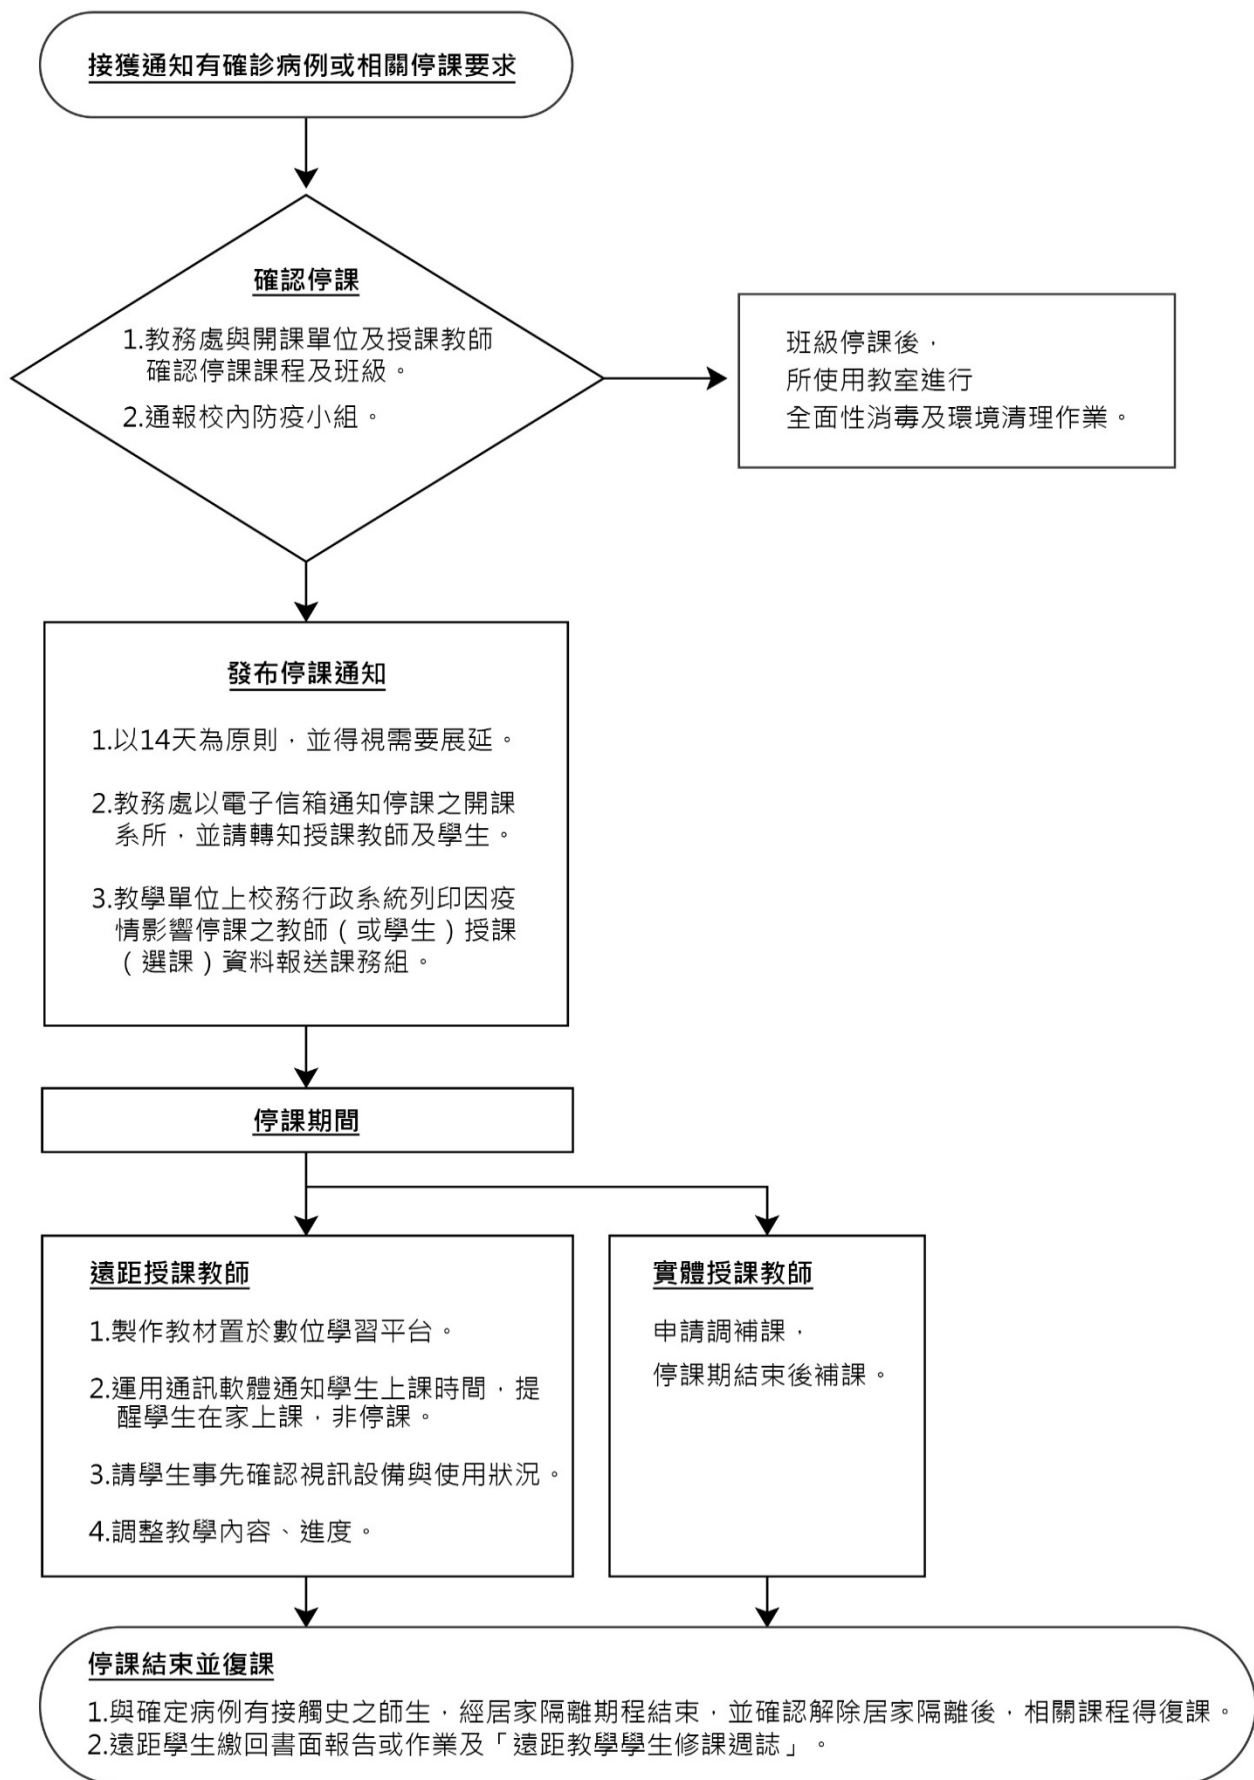 接獲通知有確診病例或相關停課要求
確認停課
1.教務處與開課單位及授課教師
確認停課課程及班級。
2.通報校內防疫小組。
班級停課後，
所使用教室進行
全面性消毒及環境清理作業。
發布停課通知
1.以14天為原則，並得視需要展延。
2.教務處以電子信箱通知停課之開課
系所，並請轉知授課教師及學生。
3.教學單位上校務行政系統列印因疫
情影響停課之教師（或學生）授課
（選課）資料報送課務組。
停課期間
遠距授課教師
1.製作教材置於數位學習平台。
2.運用通訊軟體通知學生上課時間，提
醒學生在家上課，非停課。
3.請學生事先確認視訊設備與使用狀況。
4.調整教學內容、進度。
實體授課教師
申請調補課，
停課期結束後補課。
停課結束並復課
1.與確定病例有接觸史之師生，經居家隔離期程結束，並確認解除居家隔離後，相關課程得復課。
2.遠距學生繳回書面報告或作業及「遠距教學學生修課週誌」。